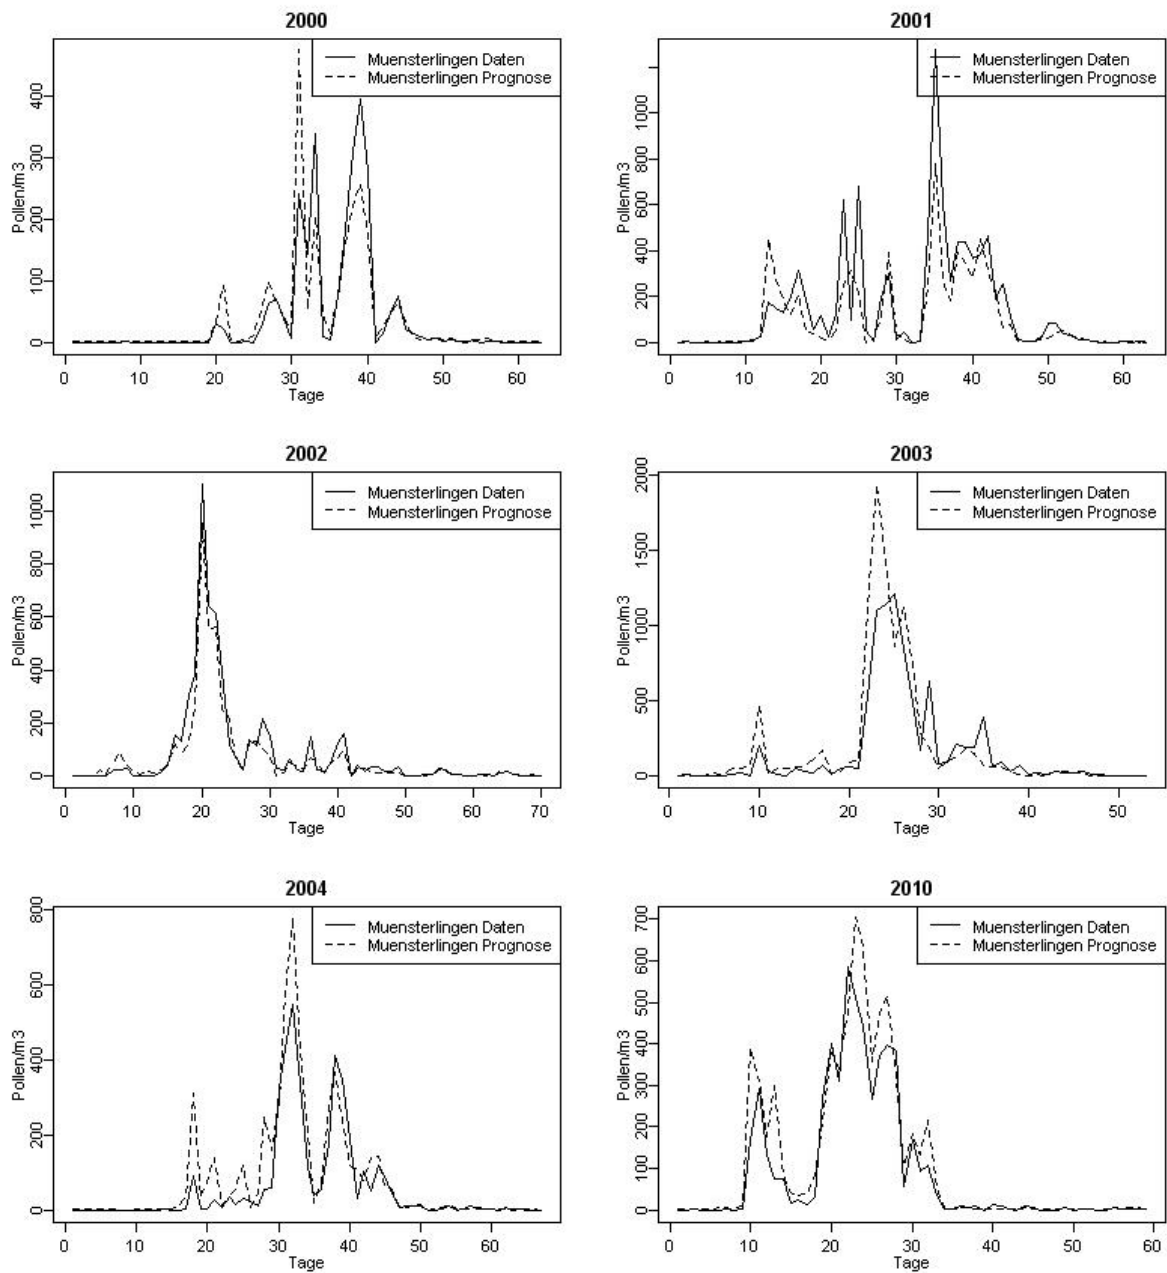 2000
Muensterlingen Daten
Muensterlingen Prognose
Pollen/m3
0 100 200 300 400
0 10 20 30 40 50 60
Tage
2001
Muensterlingen Daten
Muensterlingen Prognose
Pollen/m3
0 200 400 600 800 1000
0 10 20 30 40 50 60
Tage
2002
Muensterlingen Daten
Muensterlingen Prognose
Pollen/m3
0 200 400 600 800 1000
0 10 20 30 40 50 60 70
Tage
2003
Muensterlingen Daten
Muensterlingen Prognose
Pollen/m3
0 500 1000 1500 2000
0 10 20 30 40 50
Tage
2004
Muensterlingen Daten
Muensterlingen Prognose
Pollen/m3
0 200 400 600 800
0 10 20 30 40 50 60
Tage
2010
Muensterlingen Daten
Muensterlingen Prognose
Pollen/m3
0 100 200 300 400 500 600 700
0 10 20 30 40 50 60
Tage